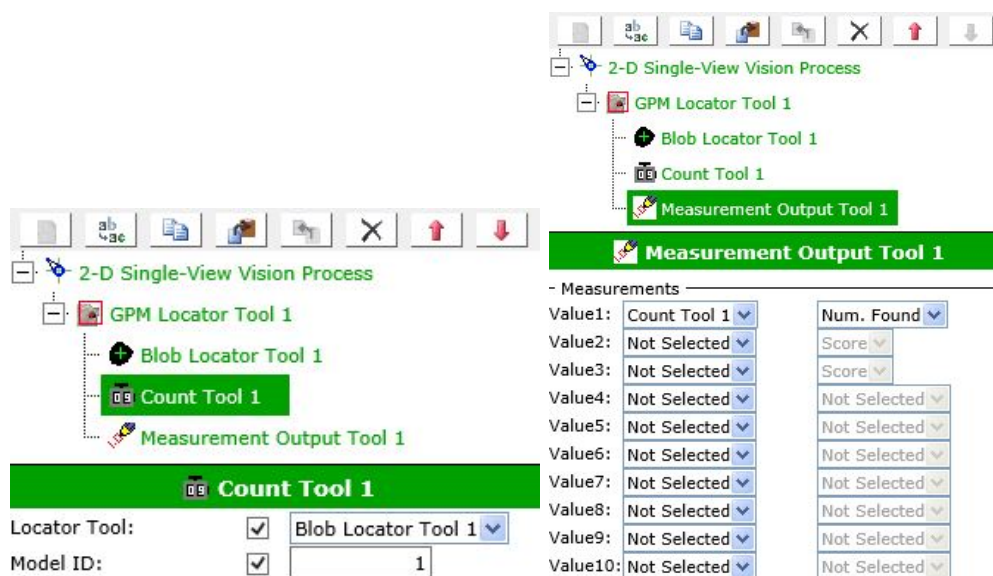 2-D Single-View Vision Process
GPM Locator Tool 1
Blob Locator Tool 1
Count Tool 1
Measurement Output Tool 1
Count Tool 1
Locator Tool: Blob Locator Tool 1
Model ID: 1
2-D Single-View Vision Process
GPM Locator Tool 1
Blob Locator Tool 1
Count Tool 1
Measurement Output Tool 1
Measurement Output Tool 1
Measurements
Value1: Count Tool 1 Num. Found
Value2: Not Selected Score
Value3: Not Selected Score
Value4: Not Selected Not Selected
Value5: Not Selected Not Selected
Value6: Not Selected Not Selected
Value7: Not Selected Not Selected
Value8: Not Selected Not Selected
Value9: Not Selected Not Selected
Value10: Not Selected Not Selected